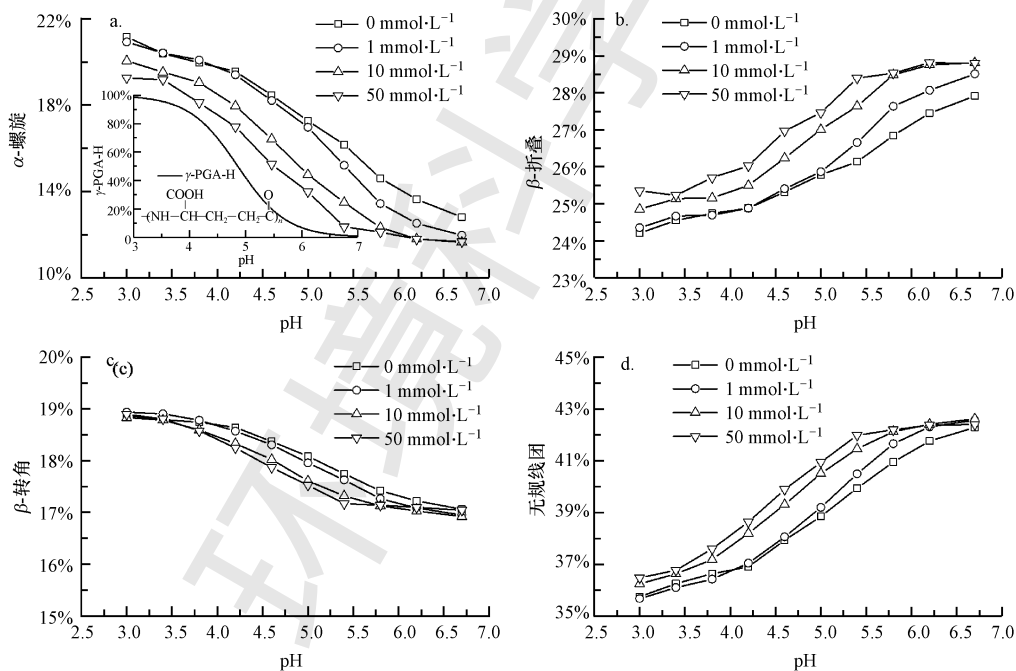 22%
18%
14%
10%
α-螺旋
a.
0 mmol·L⁻¹
1 mmol·L⁻¹
10 mmol·L⁻¹
50 mmol·L⁻¹
100%
80%
60%
40%
20%
0
γ-PGA-H
γ-PGA-H
COOH
O
-(NH—CH—CH₂—CH₂—C)ₙ
3 4 5 6 7
pH
2.5 3.0 3.5 4.0 4.5 5.0 5.5 6.0 6.5 7.0
pH
30%
29%
28%
27%
26%
25%
24%
23%
β-折叠
b.
0 mmol·L⁻¹
1 mmol·L⁻¹
10 mmol·L⁻¹
50 mmol·L⁻¹
2.5 3.0 3.5 4.0 4.5 5.0 5.5 6.0 6.5 7.0
pH
20%
19%
18%
17%
16%
15%
β-转角
c(c)
0 mmol·L⁻¹
1 mmol·L⁻¹
10 mmol·L⁻¹
50 mmol·L⁻¹
2.5 3.0 3.5 4.0 4.5 5.0 5.5 6.0 6.5 7.0
pH
45%
43%
41%
39%
37%
35%
无规线团
d.
0 mmol·L⁻¹
1 mmol·L⁻¹
10 mmol·L⁻¹
50 mmol·L⁻¹
2.5 3.0 3.5 4.0 4.5 5.0 5.5 6.0 6.5 7.0
pH
环境科学